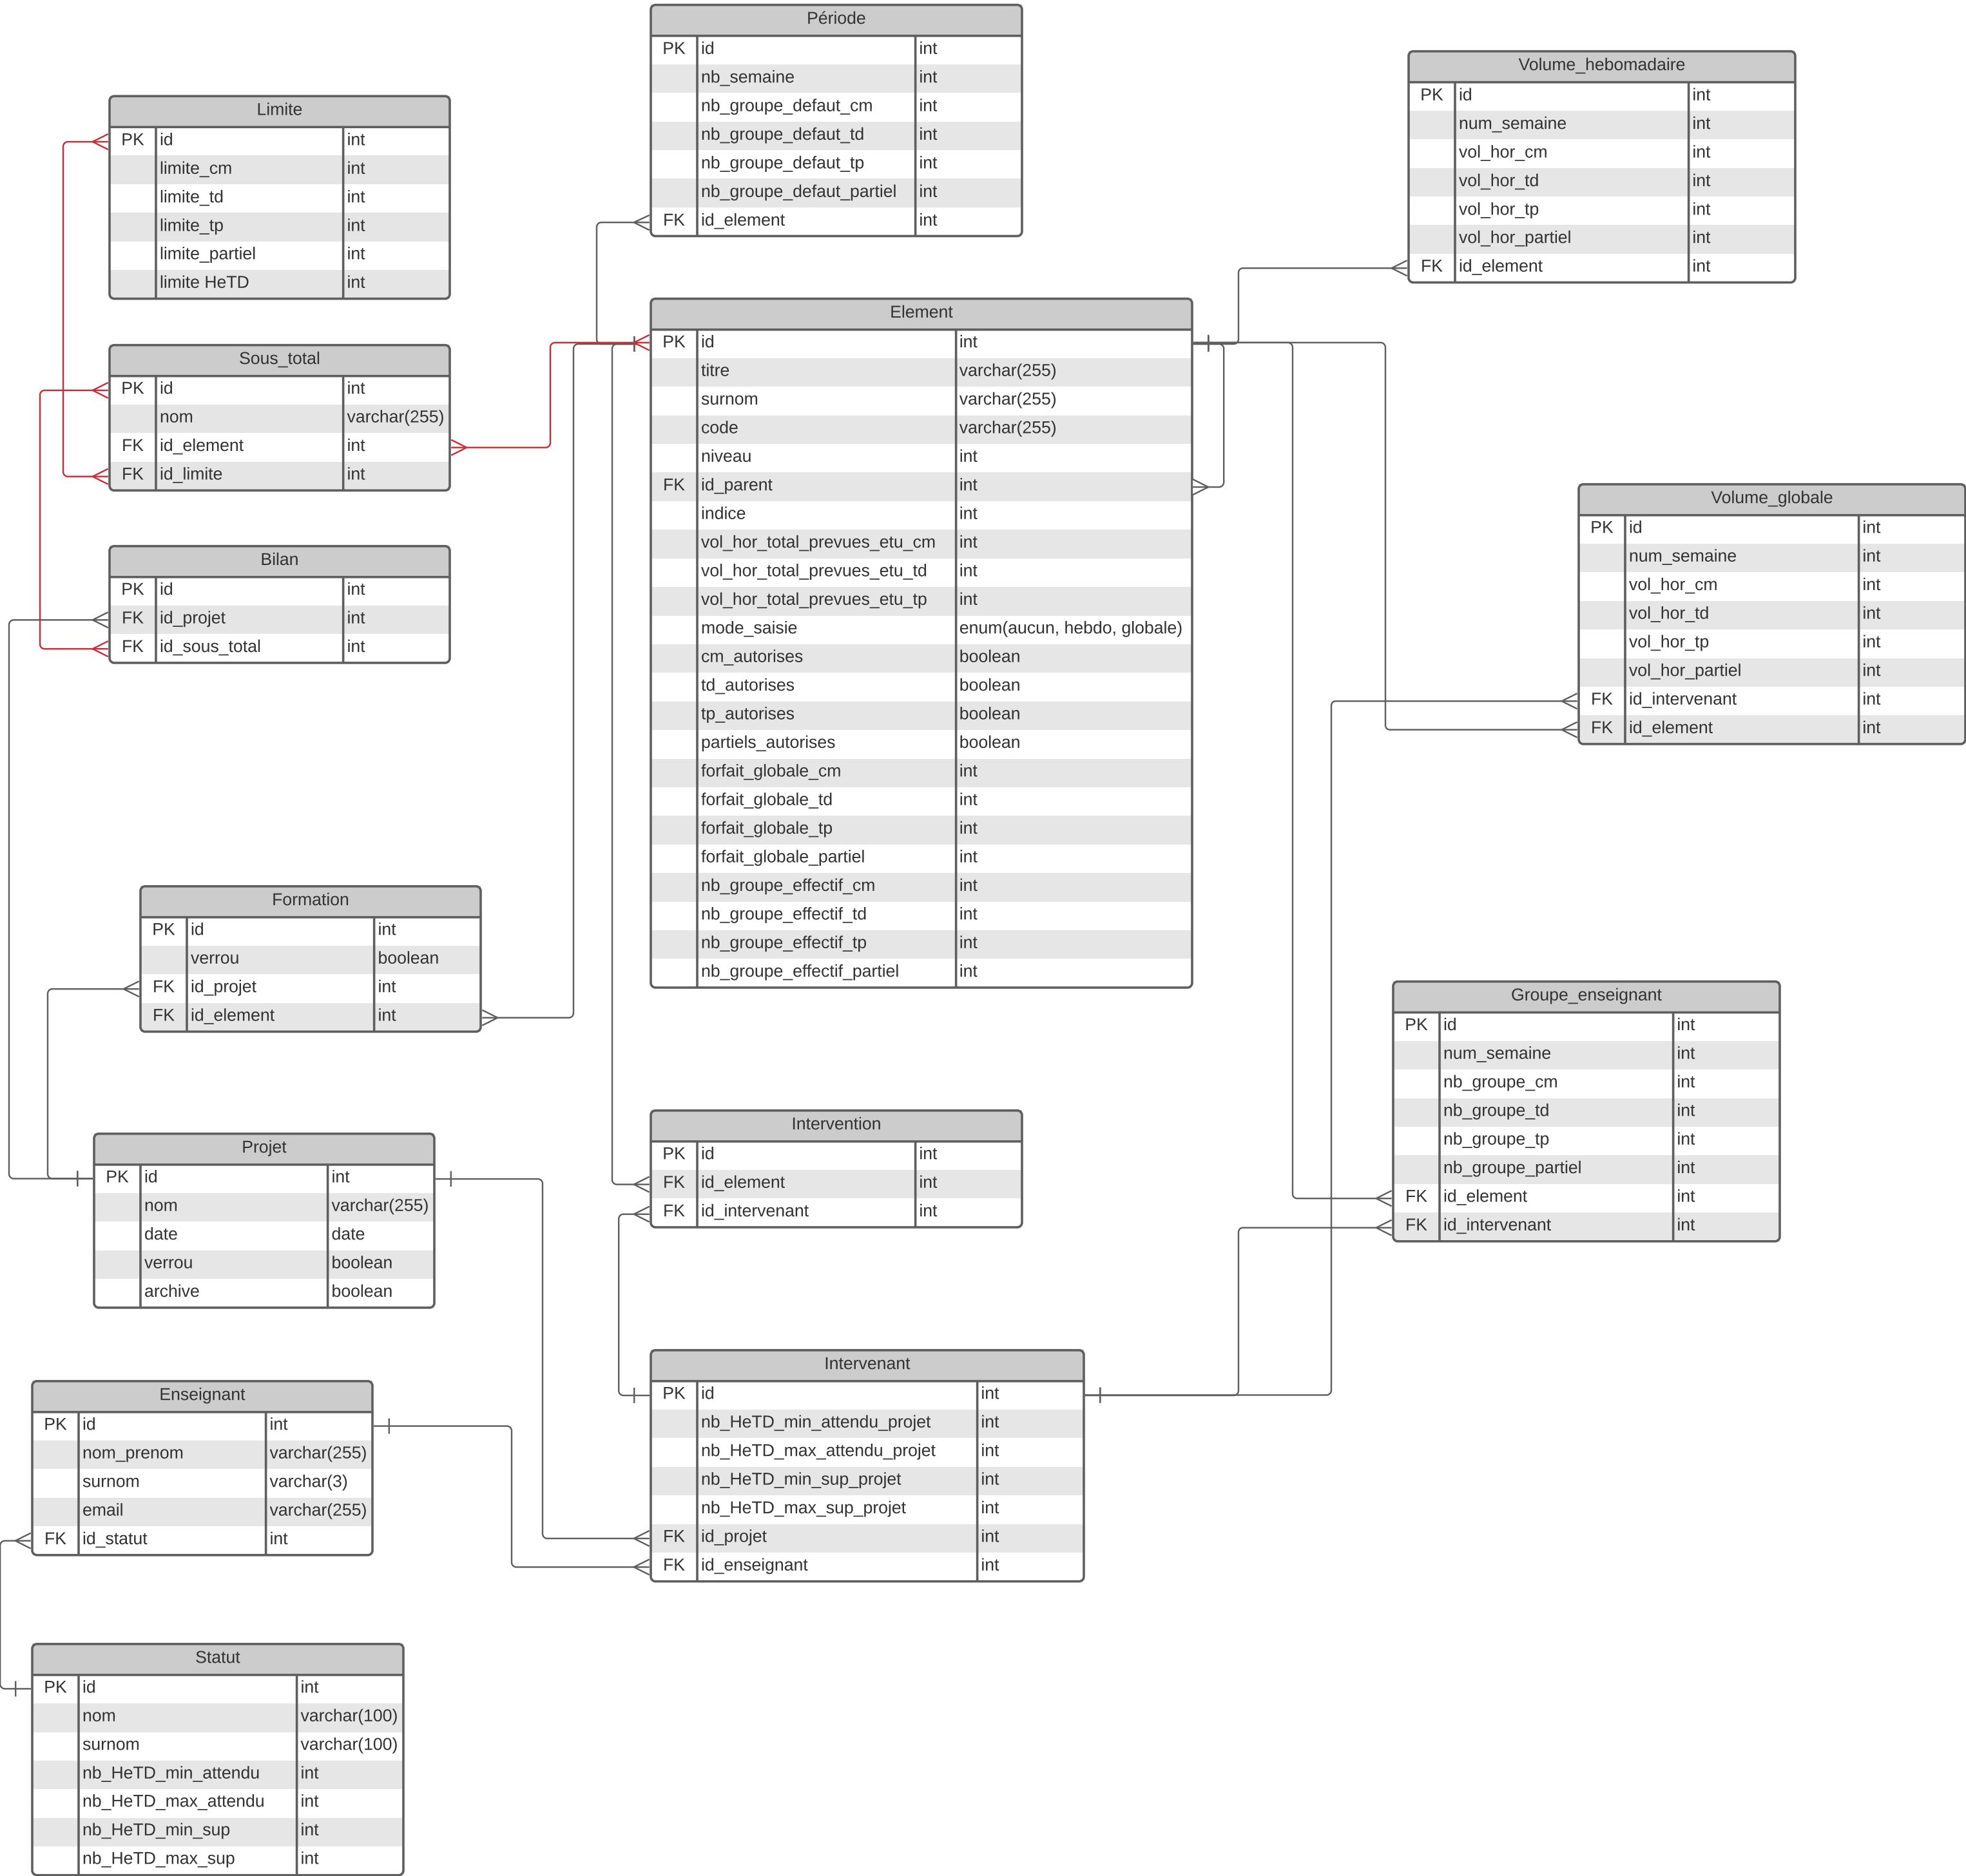 Période
PK id int
nb_semaine int
nb_groupe_defaut_cm int
nb_groupe_defaut_td int
nb_groupe_defaut_tp int
nb_groupe_defaut_partiel int
FK id_element int
Volume_hebomadaire
PK id int
num_semaine int
vol_hor_cm int
vol_hor_td int
vol_hor_tp int
vol_hor_partiel int
FK id_element int
Limite
PK id int
limite_cm int
limite_td int
limite_tp int
limite_partiel int
limite HeTD int
Sous_total
PK id int
nom varchar(255)
FK id_element int
FK id_limite int
Bilan
PK id int
FK id_projet int
FK id_sous_total int
Element
PK id int
titre varchar(255)
surnom varchar(255)
code varchar(255)
niveau int
FK id_parent int
indice int
vol_hor_total_prevues_etu_cm int
vol_hor_total_prevues_etu_td int
vol_hor_total_prevues_etu_tp int
mode_saisie enum(aucun, hebdo, globale)
cm_autorises boolean
td_autorises boolean
tp_autorises boolean
partiels_autorises boolean
forfait_globale_cm int
forfait_globale_td int
forfait_globale_tp int
forfait_globale_partiel int
nb_groupe_effectif_cm int
nb_groupe_effectif_td int
nb_groupe_effectif_tp int
nb_groupe_effectif_partiel int
Volume_globale
PK id int
num_semaine int
vol_hor_cm int
vol_hor_td int
vol_hor_tp int
vol_hor_partiel int
FK id_intervenant int
FK id_element int
Formation
PK id int
verrou boolean
FK id_projet int
FK id_element int
Groupe_enseignant
PK id int
num_semaine int
nb_groupe_cm int
nb_groupe_td int
nb_groupe_tp int
nb_groupe_partiel int
FK id_element int
FK id_intervenant int
Projet
PK id int
nom varchar(255)
date date
verrou boolean
archive boolean
Intervention
PK id int
FK id_element int
FK id_intervenant int
Enseignant
PK id int
nom_prenom varchar(255)
surnom varchar(3)
email varchar(255)
FK id_statut int
Intervenant
PK id int
nb_HeTD_min_attendu_projet int
nb_HeTD_max_attendu_projet int
nb_HeTD_min_sup_projet int
nb_HeTD_max_sup_projet int
FK id_projet int
FK id_enseignant int
Statut
PK id int
nom varchar(100)
surnom varchar(100)
nb_HeTD_min_attendu int
nb_HeTD_max_attendu int
nb_HeTD_min_sup int
nb_HeTD_max_sup int